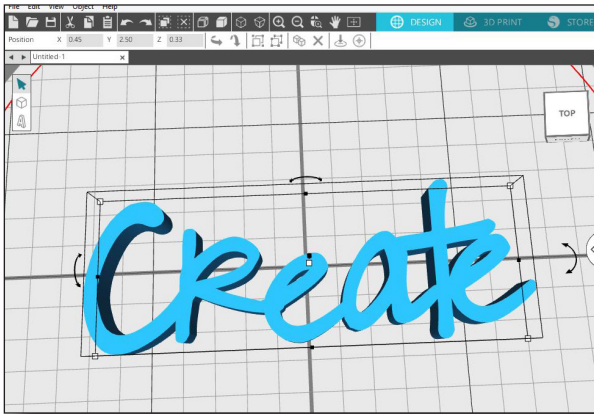 File Edit View Object Help
DESIGN 3D PRINT STORE
Position X 0.45 Y 2.50 Z 0.33
Untitled-1 x
TOP
Create